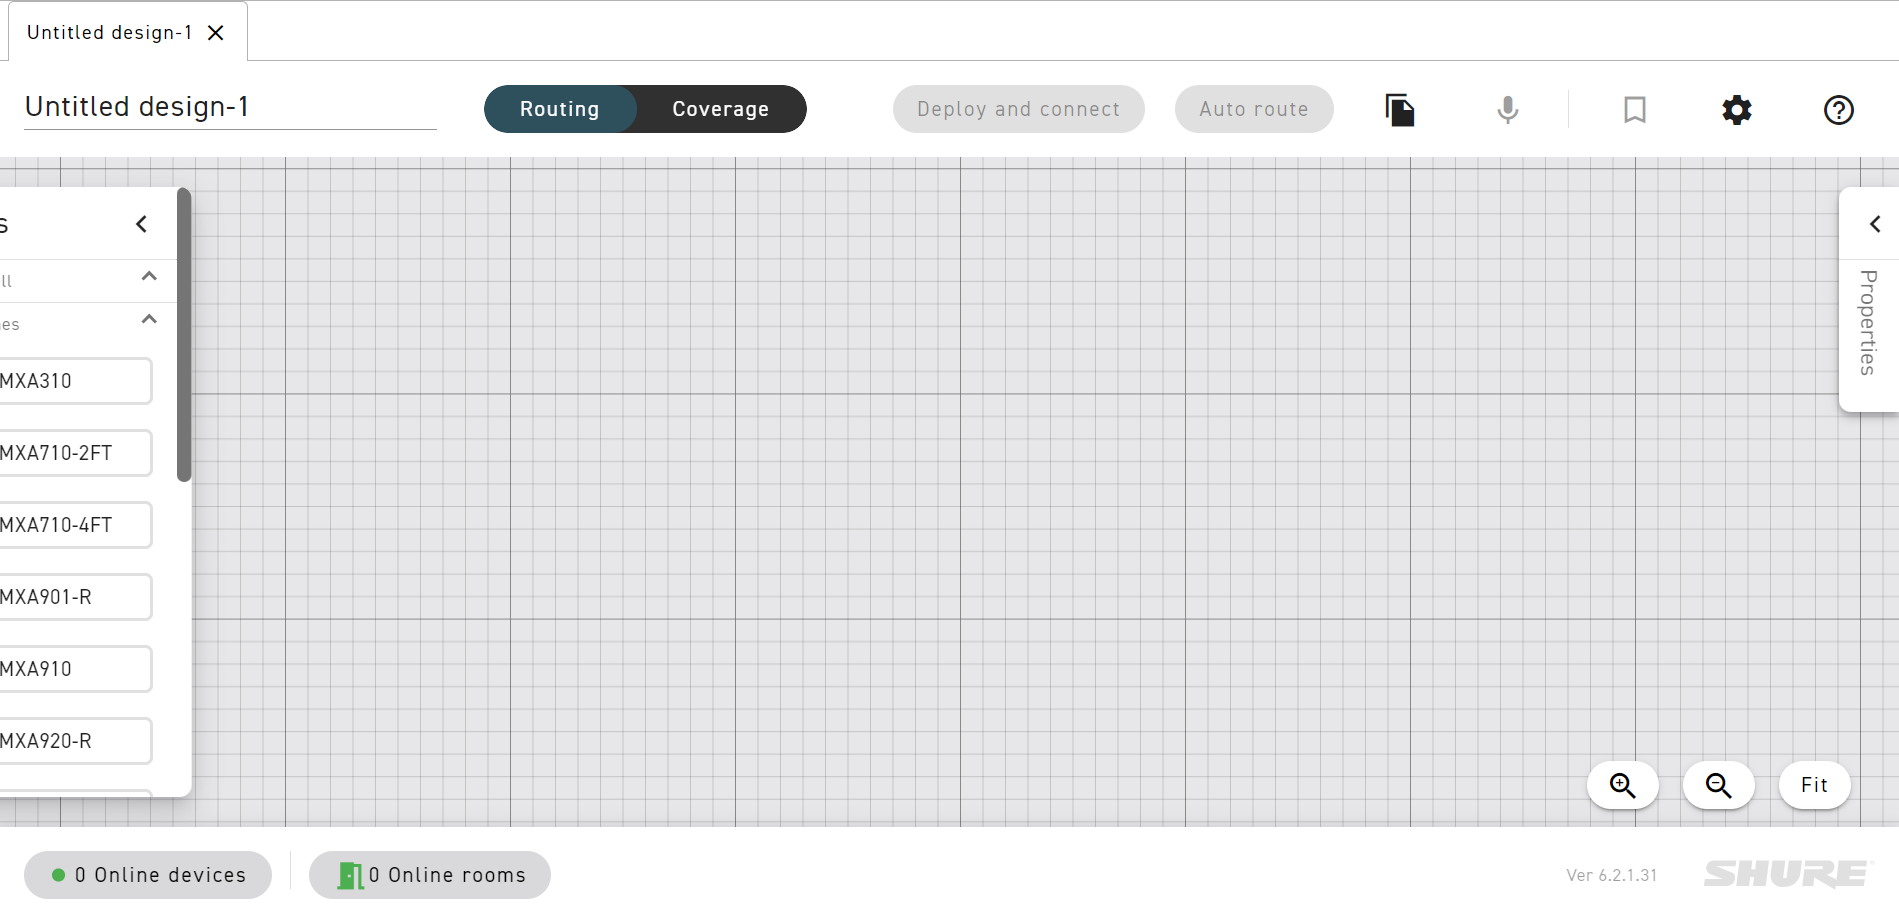 Untitled design-1
Untitled design-1
Routing
Coverage
Deploy and connect
Auto route
s
ll
nes
MXA310
MXA710-2FT
MXA710-4FT
MXA901-R
MXA910
MXA920-R
Properties
Fit
0 Online devices
0 Online rooms
Ver 6.2.1.31
SHURE